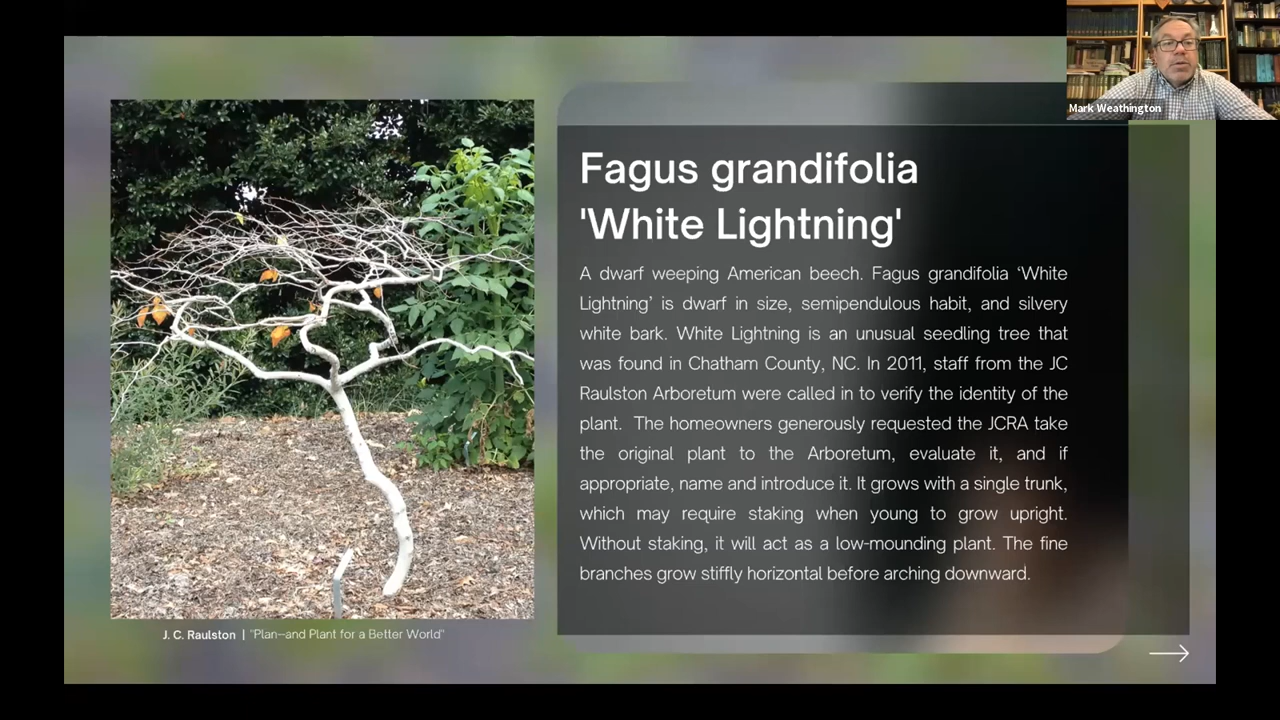 Mark Weathington
Fagus grandifolia
'White Lightning'
A dwarf weeping American beech. Fagus grandifolia ‘White
Lightning’ is dwarf in size, semipendulous habit, and silvery
white bark. White Lightning is an unusual seedling tree that
was found in Chatham County, NC. In 2011, staff from the JC
Raulston Arboretum were called in to verify the identity of the
plant.  The homeowners generously requested the JCRA take
the original plant to the Arboretum, evaluate it, and if
appropriate, name and introduce it. It grows with a single trunk,
which may require staking when young to grow upright.
Without staking, it will act as a low-mounding plant. The fine
branches grow stiffly horizontal before arching downward.
J. C. Raulston | "Plan—and Plant for a Better World"